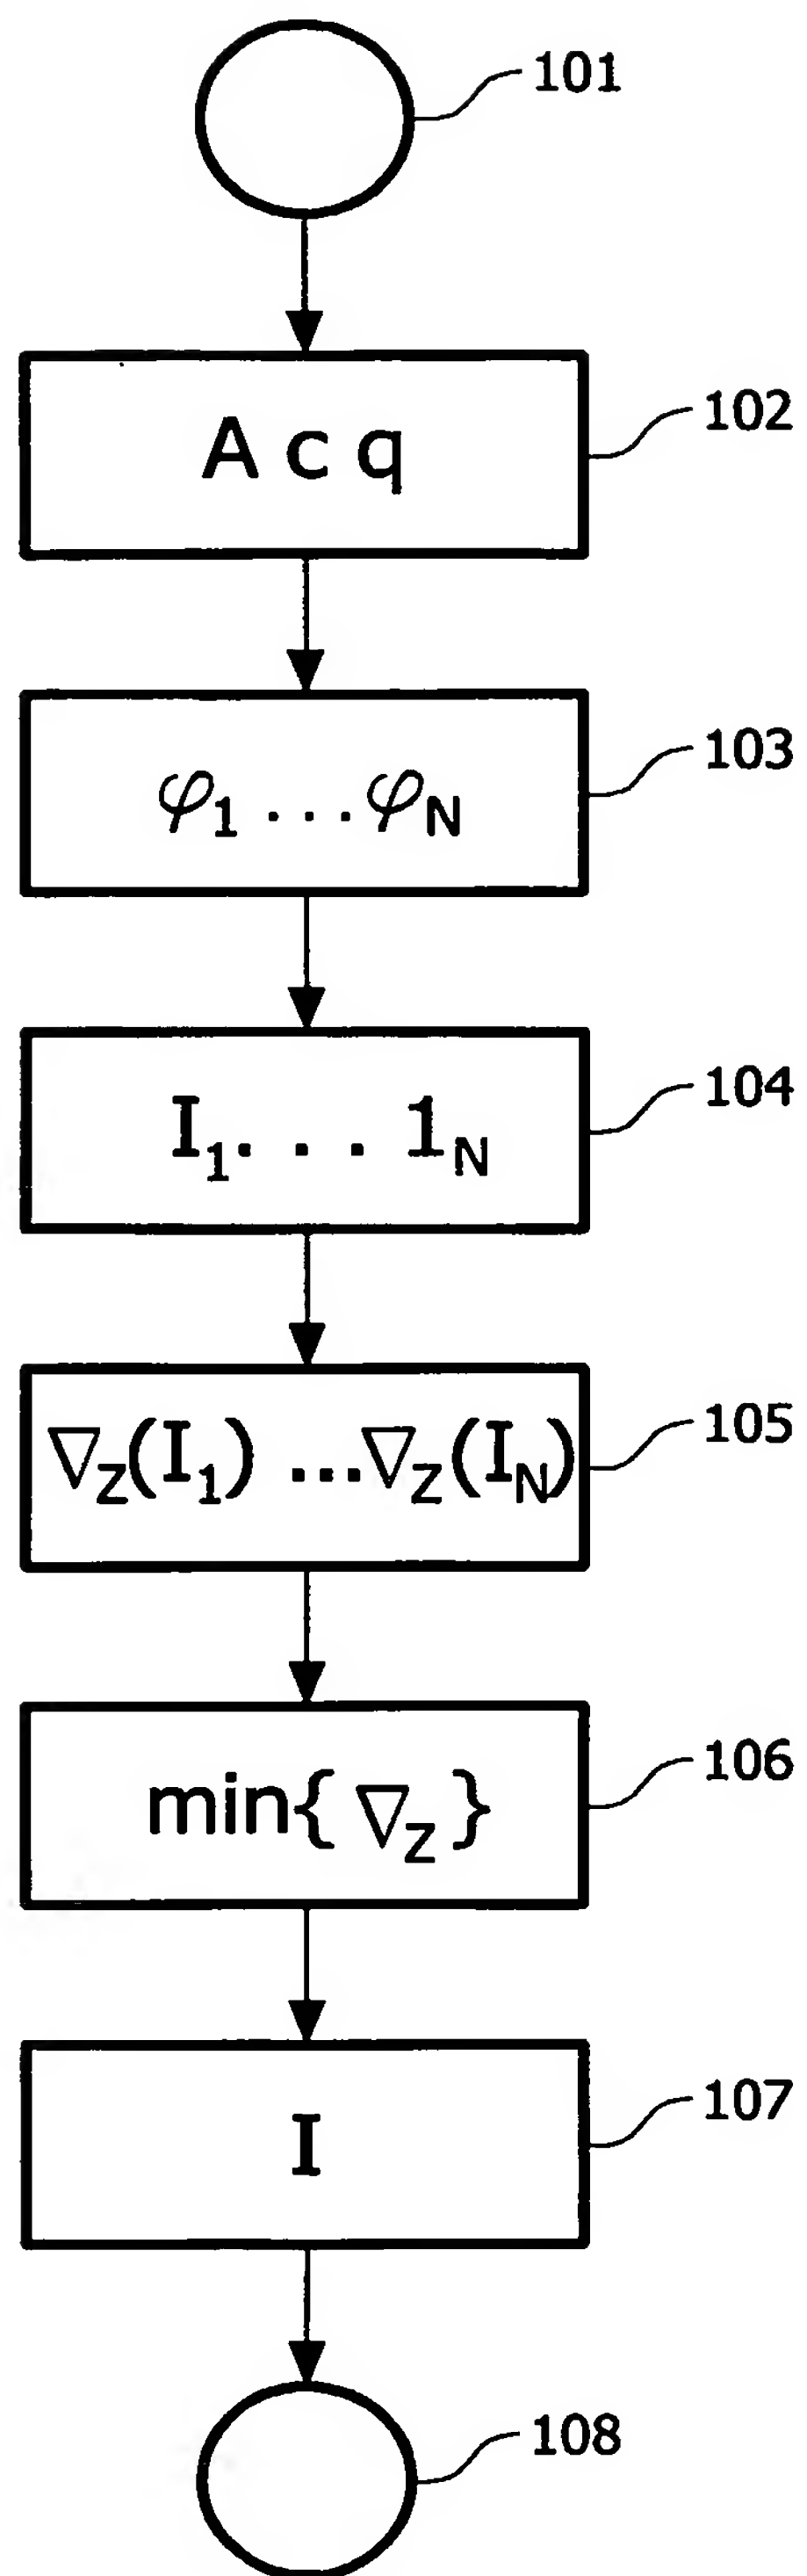 101
Acq
102
φ₁ ... φN
103
I₁ . . . 1N
104
∇Z(I₁) ...∇Z(IN)
105
min{ ∇Z }
106
I
107
108